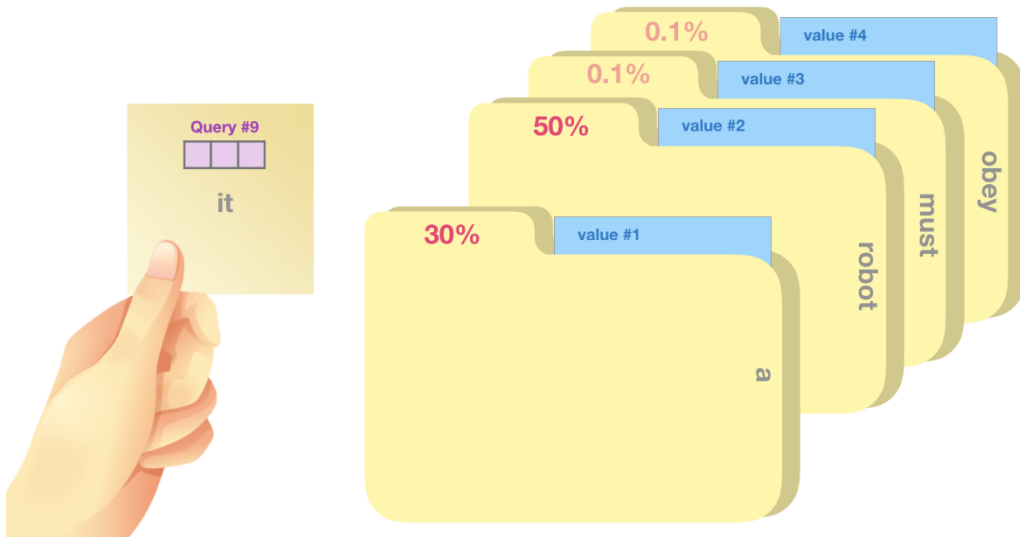 Query #9
it
30%
value #1
a
50%
value #2
robot
0.1%
value #3
must
0.1%
value #4
obey